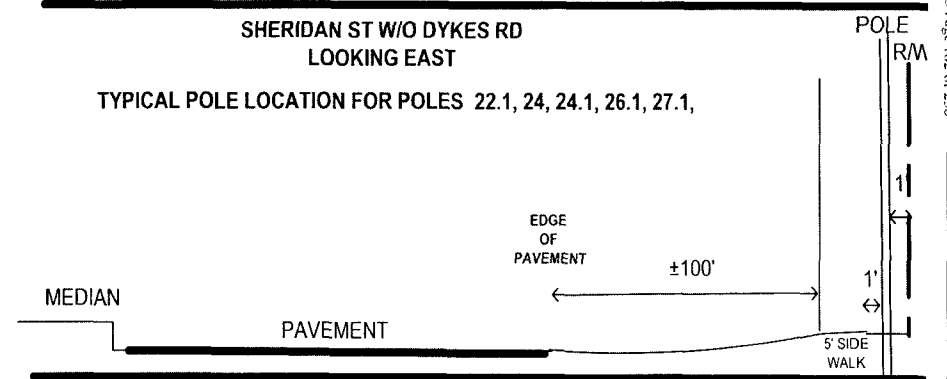 SHERIDAN ST W/O DYKES RD
LOOKING EAST
TYPICAL POLE LOCATION FOR POLES 22.1, 24, 24.1, 26.1, 27.1,
POLE
1'
EDGE
OF
PAVEMENT
±100'
1'
MEDIAN
PAVEMENT
5' SIDE
WALK